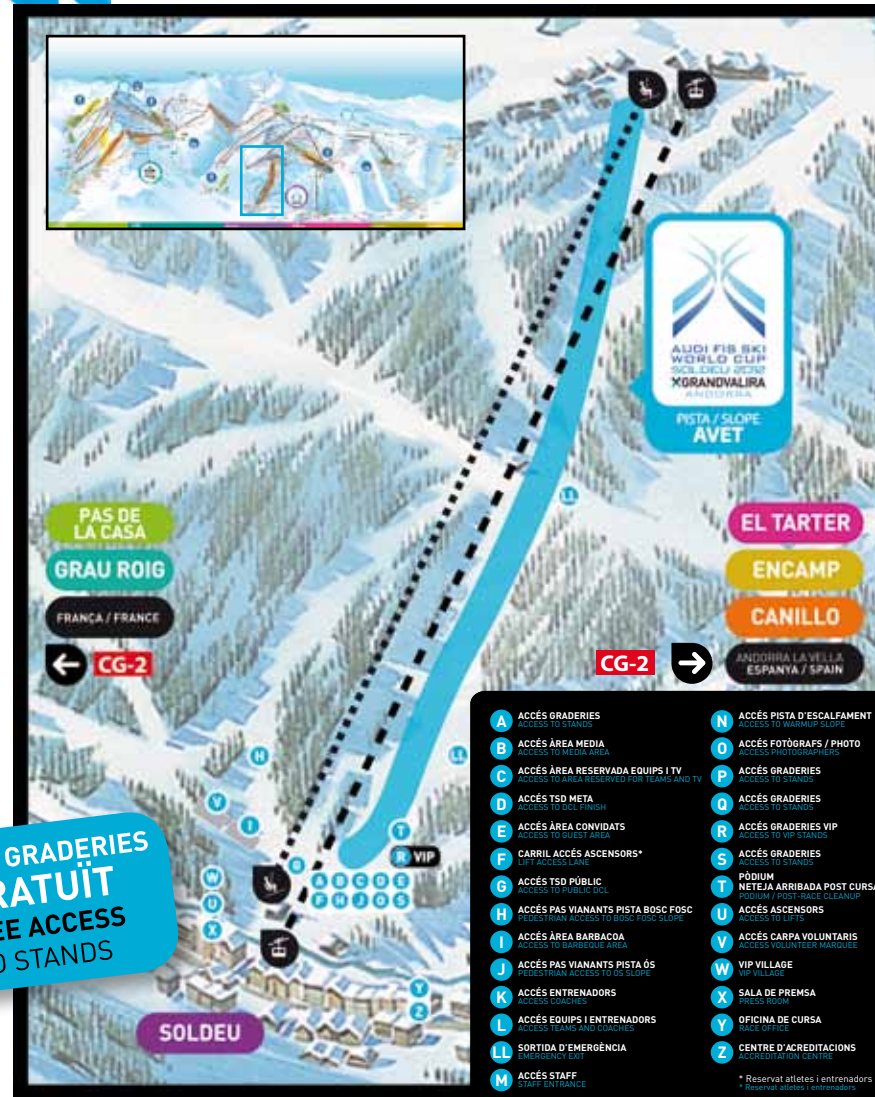 AUDI FIS SKI
WORLD CUP
SOLDEU 2012
XGRANDVALIRA
ANDORRA
PISTA / SLOPE
AVET
LL
PAS DE
LA CASA
GRAU ROIG
FRANÇA / FRANCE
CG-2
EL TARTER
ENCAMP
CANILLO
CG-2
ANDORRA LA VELLA
ESPANYA / SPAIN
H
LL
V
I
T
R VIP
G
W
A B C D E
U
F H J O S
X
Y
Z
SOLDEU
GRADERIES
RATUÏT
EE ACCESS
O STANDS
A ACCÉS GRADERIES
ACCESS TO STANDS
B ACCÉS ÀREA MEDIA
ACCESS TO MEDIA AREA
C ACCÉS ÀREA RESERVADA EQUIPS I TV
ACCESS TO AREA RESERVED FOR TEAMS AND TV
D ACCÉS TSD META
ACCESS TO DCL FINISH
E ACCÉS ÀREA CONVIDATS
ACCESS TO GUEST AREA
F CARRIL ACCÉS ASCENSORS*
LIFT ACCESS LANE
G ACCÉS TSD PÚBLIC
ACCESS TO PUBLIC DCL
H ACCÉS PAS VIANANTS PISTA BOSC FOSC
PEDESTRIAN ACCESS TO BOSC FOSC SLOPE
I ACCÉS ÀREA BARBACOA
ACCESS TO BARBEQUE AREA
J ACCÉS PAS VIANANTS PISTA ÓS
PEDESTRIAN ACCESS TO ÓS SLOPE
K ACCÉS ENTRENADORS
ACCESS COACHES
L ACCÉS EQUIPS I ENTRENADORS
ACCESS TEAMS AND COACHES
LL SORTIDA D'EMERGÈNCIA
EMERGENCY EXIT
M ACCÉS STAFF
STAFF ENTRANCE
N ACCÉS PISTA D'ESCALFAMENT
ACCESS TO WARMUP SLOPE
O ACCÉS FOTÒGRAFS / PHOTO
ACCESS PHOTOGRAPHERS
P ACCÉS GRADERIES
ACCESS TO STANDS
Q ACCÉS GRADERIES
ACCESS TO STANDS
R ACCÉS GRADERIES VIP
ACCESS TO VIP STANDS
S ACCÉS GRADERIES
ACCESS TO STANDS
T PÒDIUM
NETEJA ARRIBADA POST CURSA
PODIUM / POST-RACE CLEANUP
U ACCÉS ASCENSORS
ACCESS TO LIFTS
V ACCÉS CARPA VOLUNTARIS
ACCESS VOLUNTEER MARQUEE
W VIP VILLAGE
VIP VILLAGE
X SALA DE PREMSA
PRESS ROOM
Y OFICINA DE CURSA
RACE OFFICE
Z CENTRE D'ACREDITACIONS
ACCREDITATION CENTRE
* Reservat atletes i entrenadors
* Reservat atletes i entrenadors